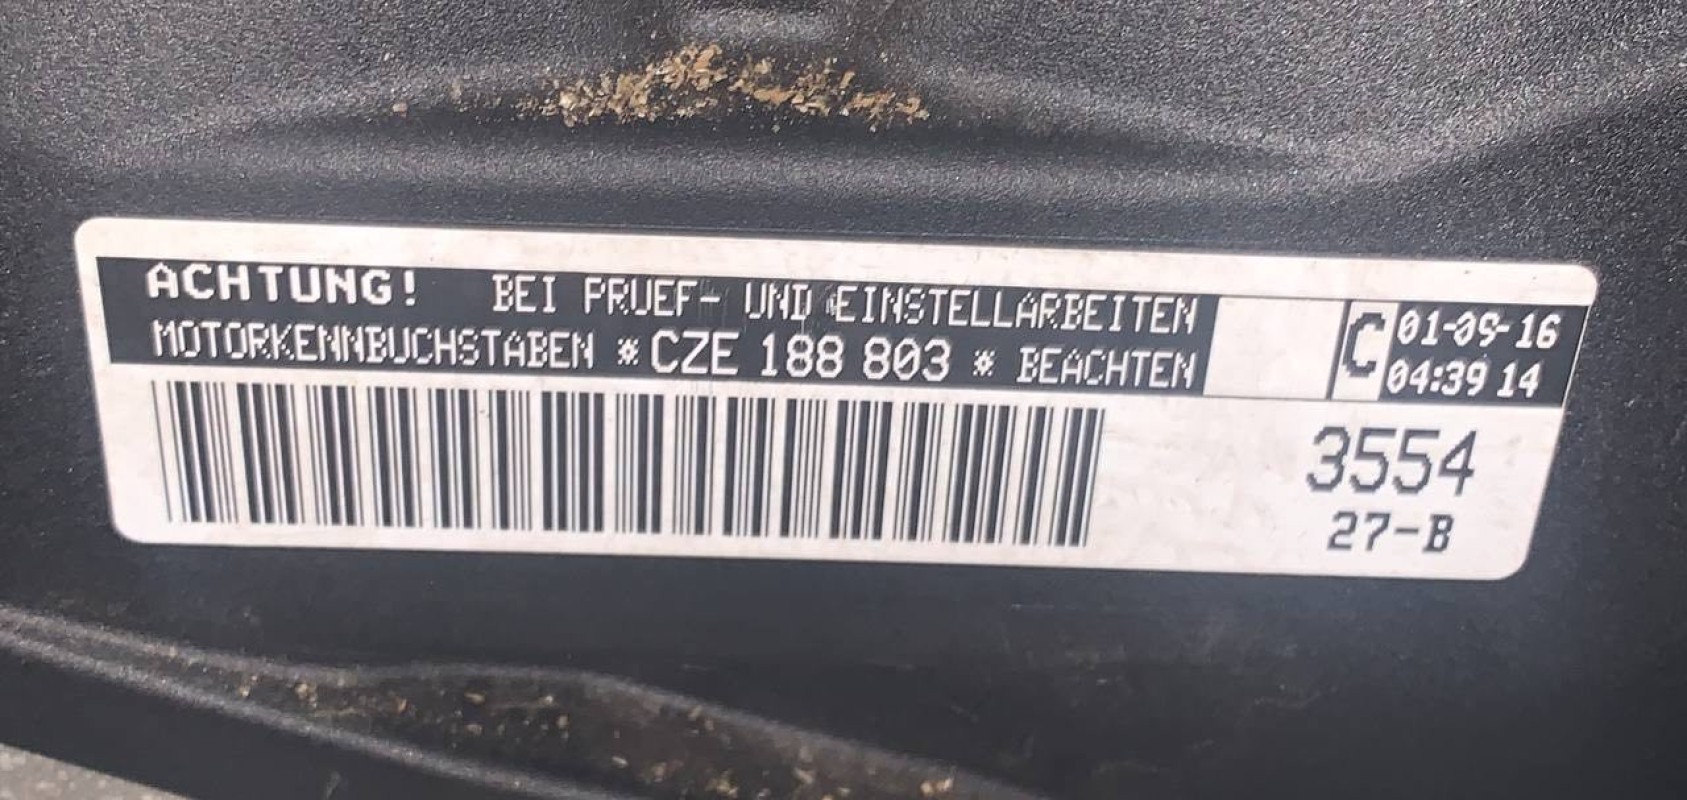 ACHTUNG! BEI PRUEF- UND EINSTELLARBEITEN
MOTORKENNBUCHSTABEN * CZE 188 803 * BEACHTEN
C
01-09-16
04:39 14
3554
27-B